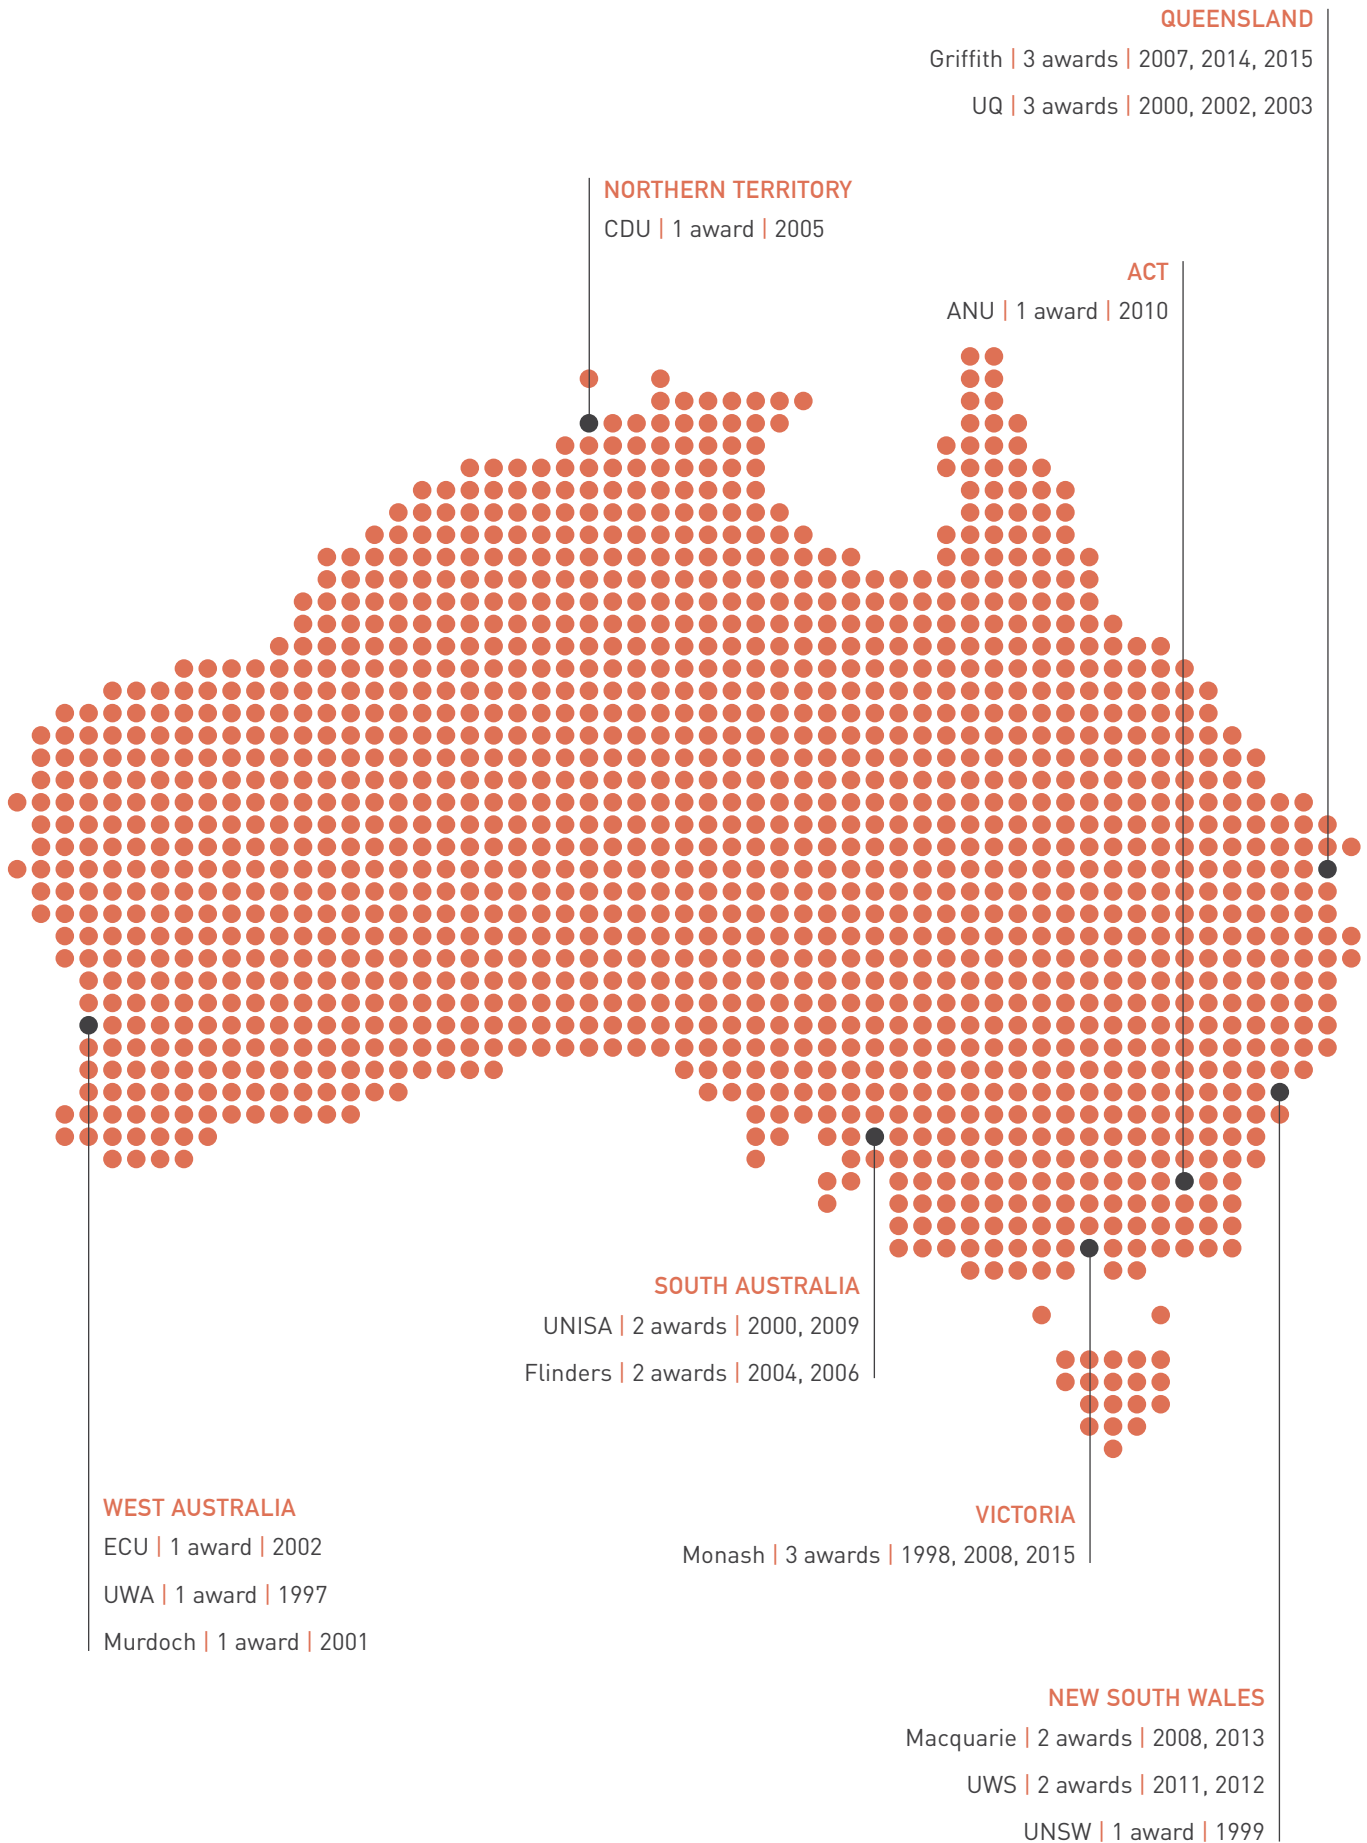 QUEENSLAND
Griffith | 3 awards | 2007, 2014, 2015
UQ | 3 awards | 2000, 2002, 2003
NORTHERN TERRITORY
CDU | 1 award | 2005
ACT
ANU | 1 award | 2010
SOUTH AUSTRALIA
UNISA | 2 awards | 2000, 2009
Flinders | 2 awards | 2004, 2006
WEST AUSTRALIA
ECU | 1 award | 2002
UWA | 1 award | 1997
Murdoch | 1 award | 2001
VICTORIA
Monash | 3 awards | 1998, 2008, 2015
NEW SOUTH WALES
Macquarie | 2 awards | 2008, 2013
UWS | 2 awards | 2011, 2012
UNSW | 1 award | 1999